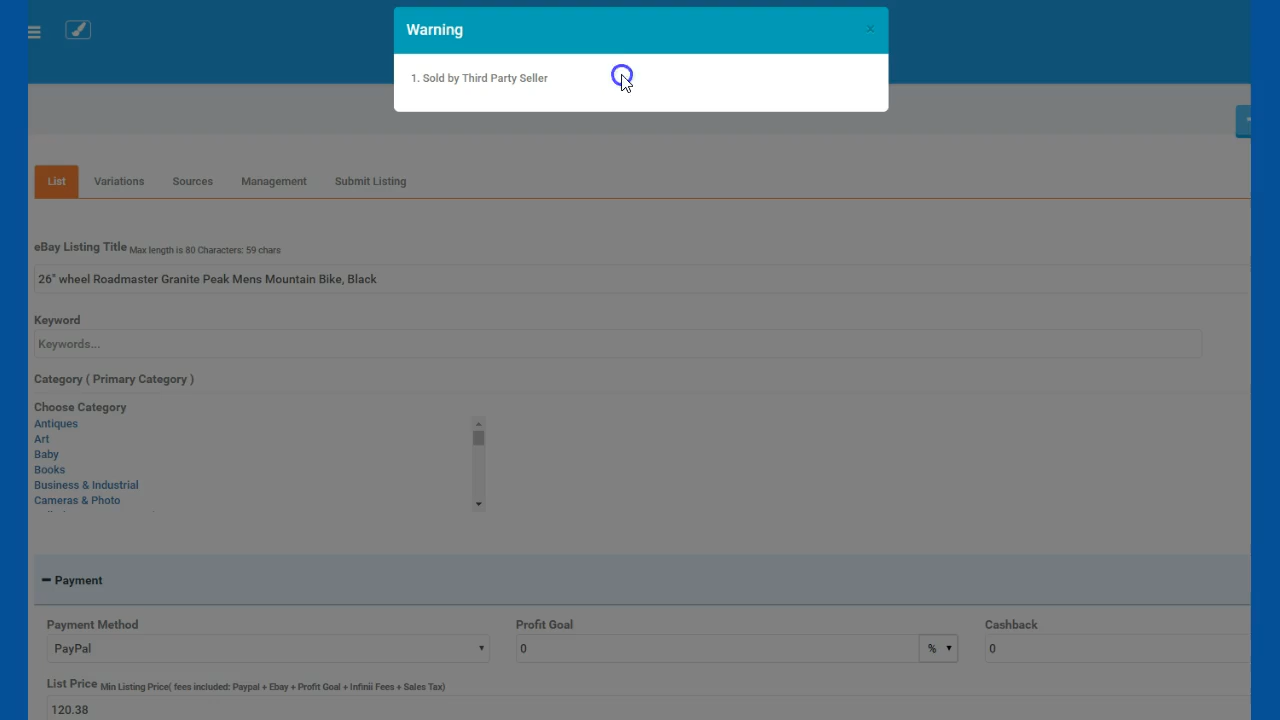 Warning
×
1. Sold by Third Party Seller
List Variations Sources Management Submit Listing
eBay Listing Title Max length is 80 Characters: 59 chars
26" wheel Roadmaster Granite Peak Mens Mountain Bike, Black
Keyword
Keywords...
Category ( Primary Category )
Choose Category
Antiques
Art
Baby
Books
Business & Industrial
Cameras & Photo
Payment
Payment Method Profit Goal Cashback
PayPal 0 % 0
List Price Min Listing Price( fees included: Paypal + Ebay + Profit Goal + Infinii Fees + Sales Tax)
120.38